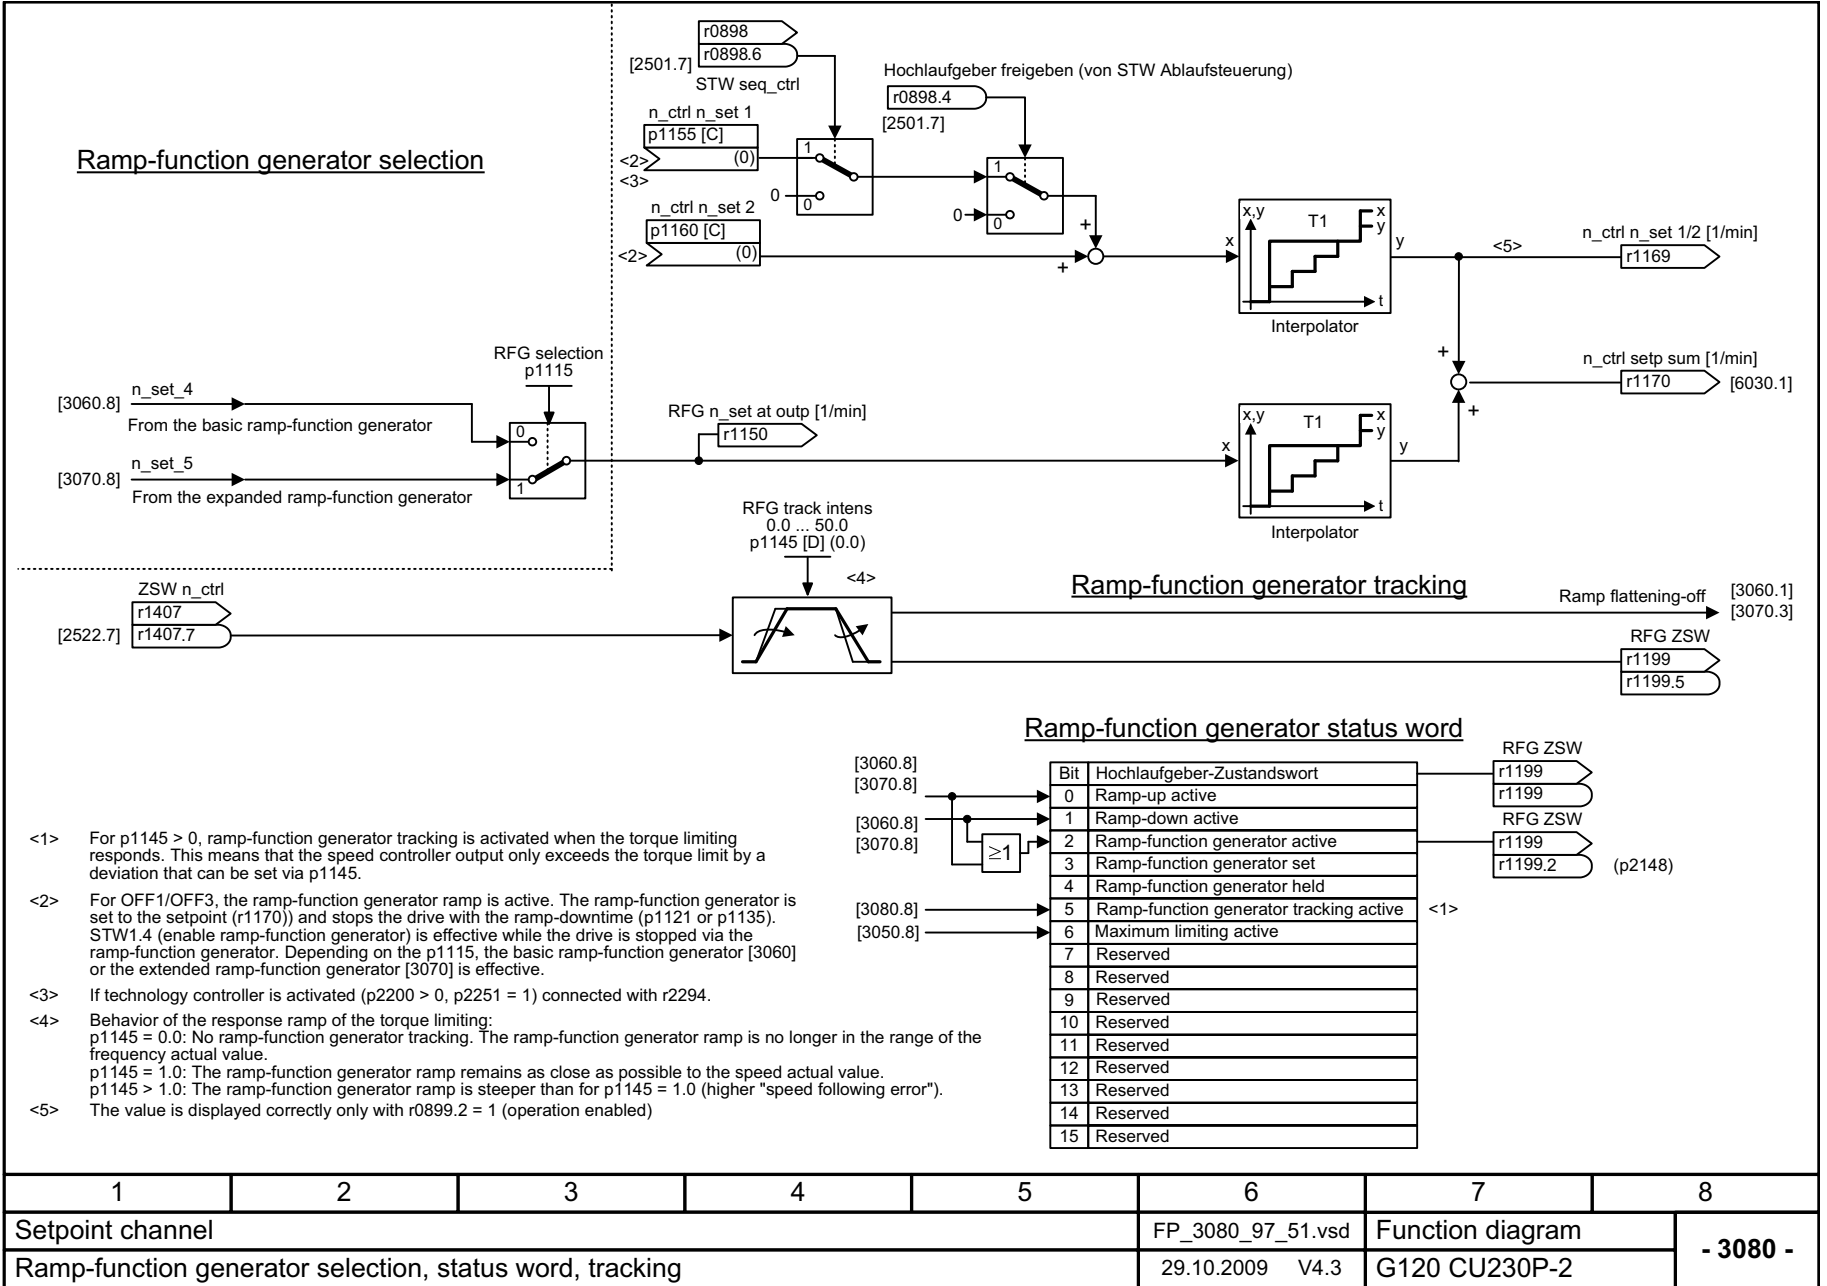 r0898
r0898.6
[2501.7]
STW seq_ctrl
Hochlaufgeber freigeben (von STW Ablaufsteuerung)
r0898.4
[2501.7]
n_ctrl n_set 1
p1155 [C]
(0)
<2>
<3>
1
0
0
1
0
0
Ramp-function generator selection
n_ctrl n_set 2
p1160 [C]
(0)
<2>
+
+
x
x,y
T1
x
y
t
Interpolator
y
<5>
n_ctrl n_set 1/2 [1/min]
r1169
RFG selection
p1115
[3060.8]
n_set_4
From the basic ramp-function generator
[3070.8]
n_set_5
From the expanded ramp-function generator
0
1
RFG n_set at outp [1/min]
r1150
x
x,y
T1
x
y
t
Interpolator
y
+
+
n_ctrl setp sum [1/min]
r1170
[6030.1]
RFG track intens
0.0 ... 50.0
p1145 [D] (0.0)
<4>
Ramp-function generator tracking
ZSW n_ctrl
r1407
r1407.7
[2522.7]
Ramp flattening-off
[3060.1]
[3070.3]
RFG ZSW
r1199
r1199.5
Ramp-function generator status word
[3060.8]
[3070.8]
[3060.8]
[3070.8]
≥1
[3080.8]
[3050.8]
Bit Hochlaufgeber-Zustandswort
0 Ramp-up active
1 Ramp-down active
2 Ramp-function generator active
3 Ramp-function generator set
4 Ramp-function generator held
5 Ramp-function generator tracking active
6 Maximum limiting active
7 Reserved
8 Reserved
9 Reserved
10 Reserved
11 Reserved
12 Reserved
13 Reserved
14 Reserved
15 Reserved
<1>
RFG ZSW
r1199
r1199
RFG ZSW
r1199
r1199.2
(p2148)
<1> For p1145 > 0, ramp-function generator tracking is activated when the torque limiting
responds. This means that the speed controller output only exceeds the torque limit by a
deviation that can be set via p1145.
<2> For OFF1/OFF3, the ramp-function generator ramp is active. The ramp-function generator is
set to the setpoint (r1170)) and stops the drive with the ramp-downtime (p1121 or p1135).
STW1.4 (enable ramp-function generator) is effective while the drive is stopped via the
ramp-function generator. Depending on the p1115, the basic ramp-function generator [3060]
or the extended ramp-function generator [3070] is effective.
<3> If technology controller is activated (p2200 > 0, p2251 = 1) connected with r2294.
<4> Behavior of the response ramp of the torque limiting:
p1145 = 0.0: No ramp-function generator tracking. The ramp-function generator ramp is no longer in the range of the
frequency actual value.
p1145 = 1.0: The ramp-function generator ramp remains as close as possible to the speed actual value.
p1145 > 1.0: The ramp-function generator ramp is steeper than for p1145 = 1.0 (higher "speed following error").
<5> The value is displayed correctly only with r0899.2 = 1 (operation enabled)
1 2 3 4 5 6 7 8
Setpoint channel
FP_3080_97_51.vsd
Function diagram
- 3080 -
Ramp-function generator selection, status word, tracking
29.10.2009 V4.3
G120 CU230P-2